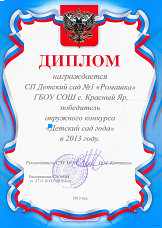 ДИПЛОМ
награждается
СП Детский сад №1 «Ромашка»
ГБОУ СОШ с. Красный Яр,
победитель
окружного конкурса
"Детский сад года»
в 2013 году.
2013 год